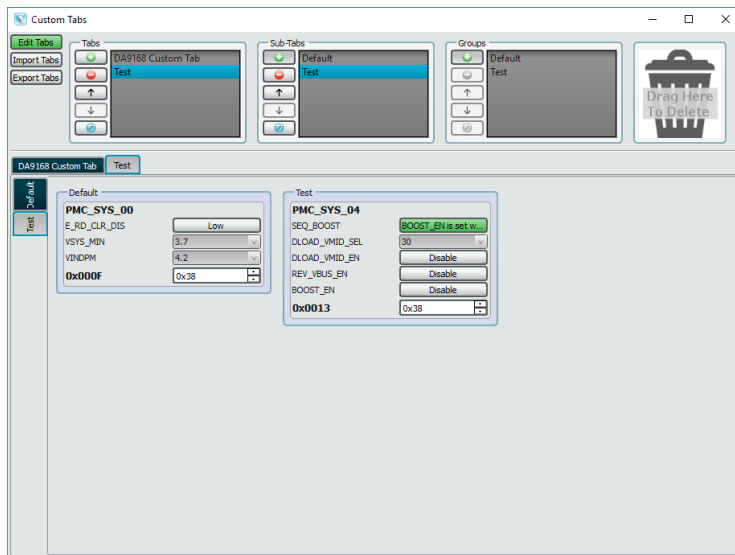 Custom Tabs
Edit Tabs
Import Tabs
Export Tabs
Tabs
DA9168 Custom Tab
Test
Sub-Tabs
Default
Test
Groups
Default
Test
Drag Here
To Delete
DA9168 Custom Tab
Test
Default
Test
Default
PMC_SYS_00
E_RD_CLR_DIS Low
VSYS_MIN 3.7
VINDPM 4.2
0x000F 0x38
Test
PMC_SYS_04
SEQ_BOOST BOOST_EN is set w...
DLOAD_VMID_SEL 30
DLOAD_VMID_EN Disable
REV_VBUS_EN Disable
BOOST_EN Disable
0x0013 0x38